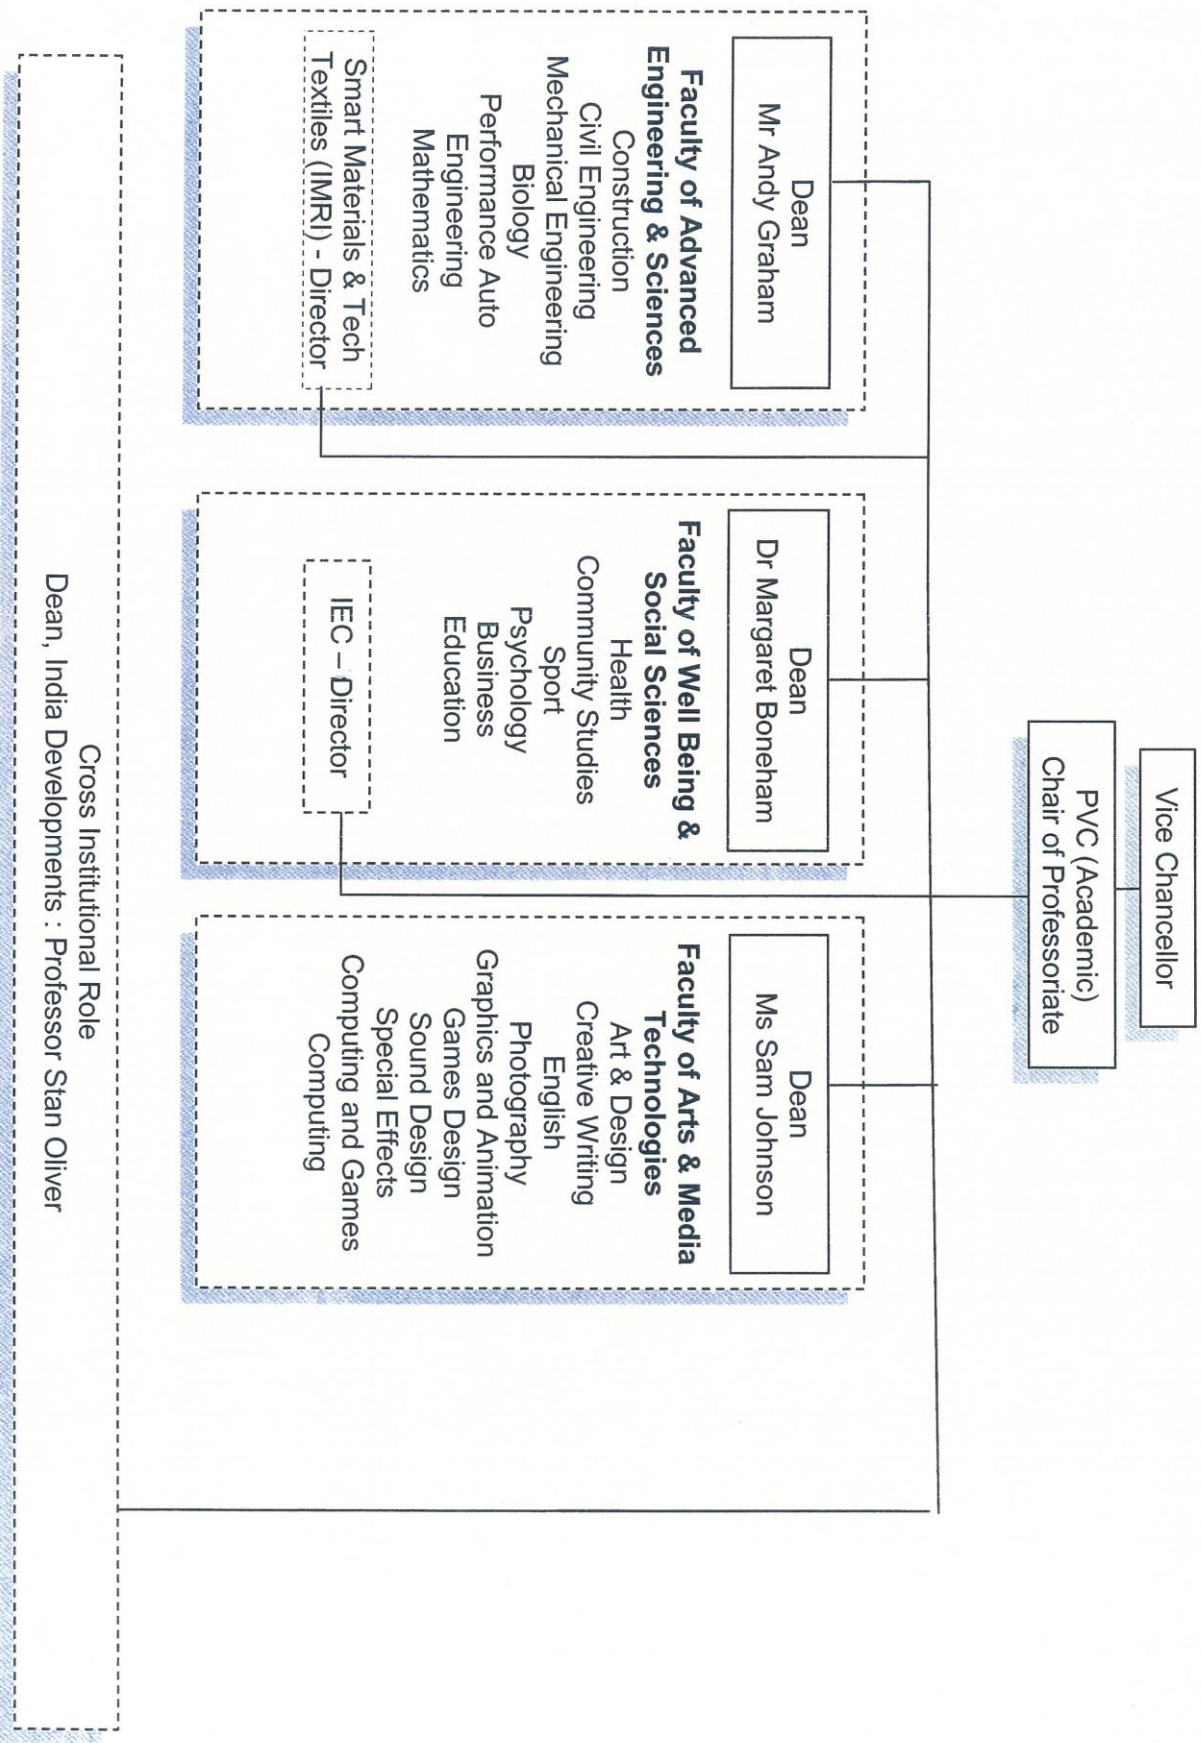 Vice Chancellor
PVC (Academic)
Chair of Professoriate
Dean
Mr Andy Graham
Faculty of Advanced
Engineering & Sciences
Construction
Civil Engineering
Mechanical Engineering
Biology
Performance Auto
Engineering
Mathematics
Smart Materials & Tech
Textiles (IMRI) - Director
Dean
Dr Margaret Boneham
Faculty of Well Being &
Social Sciences
Health
Community Studies
Sport
Psychology
Business
Education
IEC – Director
Dean
Ms Sam Johnson
Faculty of Arts & Media
Technologies
Art & Design
Creative Writing
English
Photography
Graphics and Animation
Games Design
Sound Design
Special Effects
Computing and Games
Computing
Cross Institutional Role
Dean, India Developments : Professor Stan Oliver